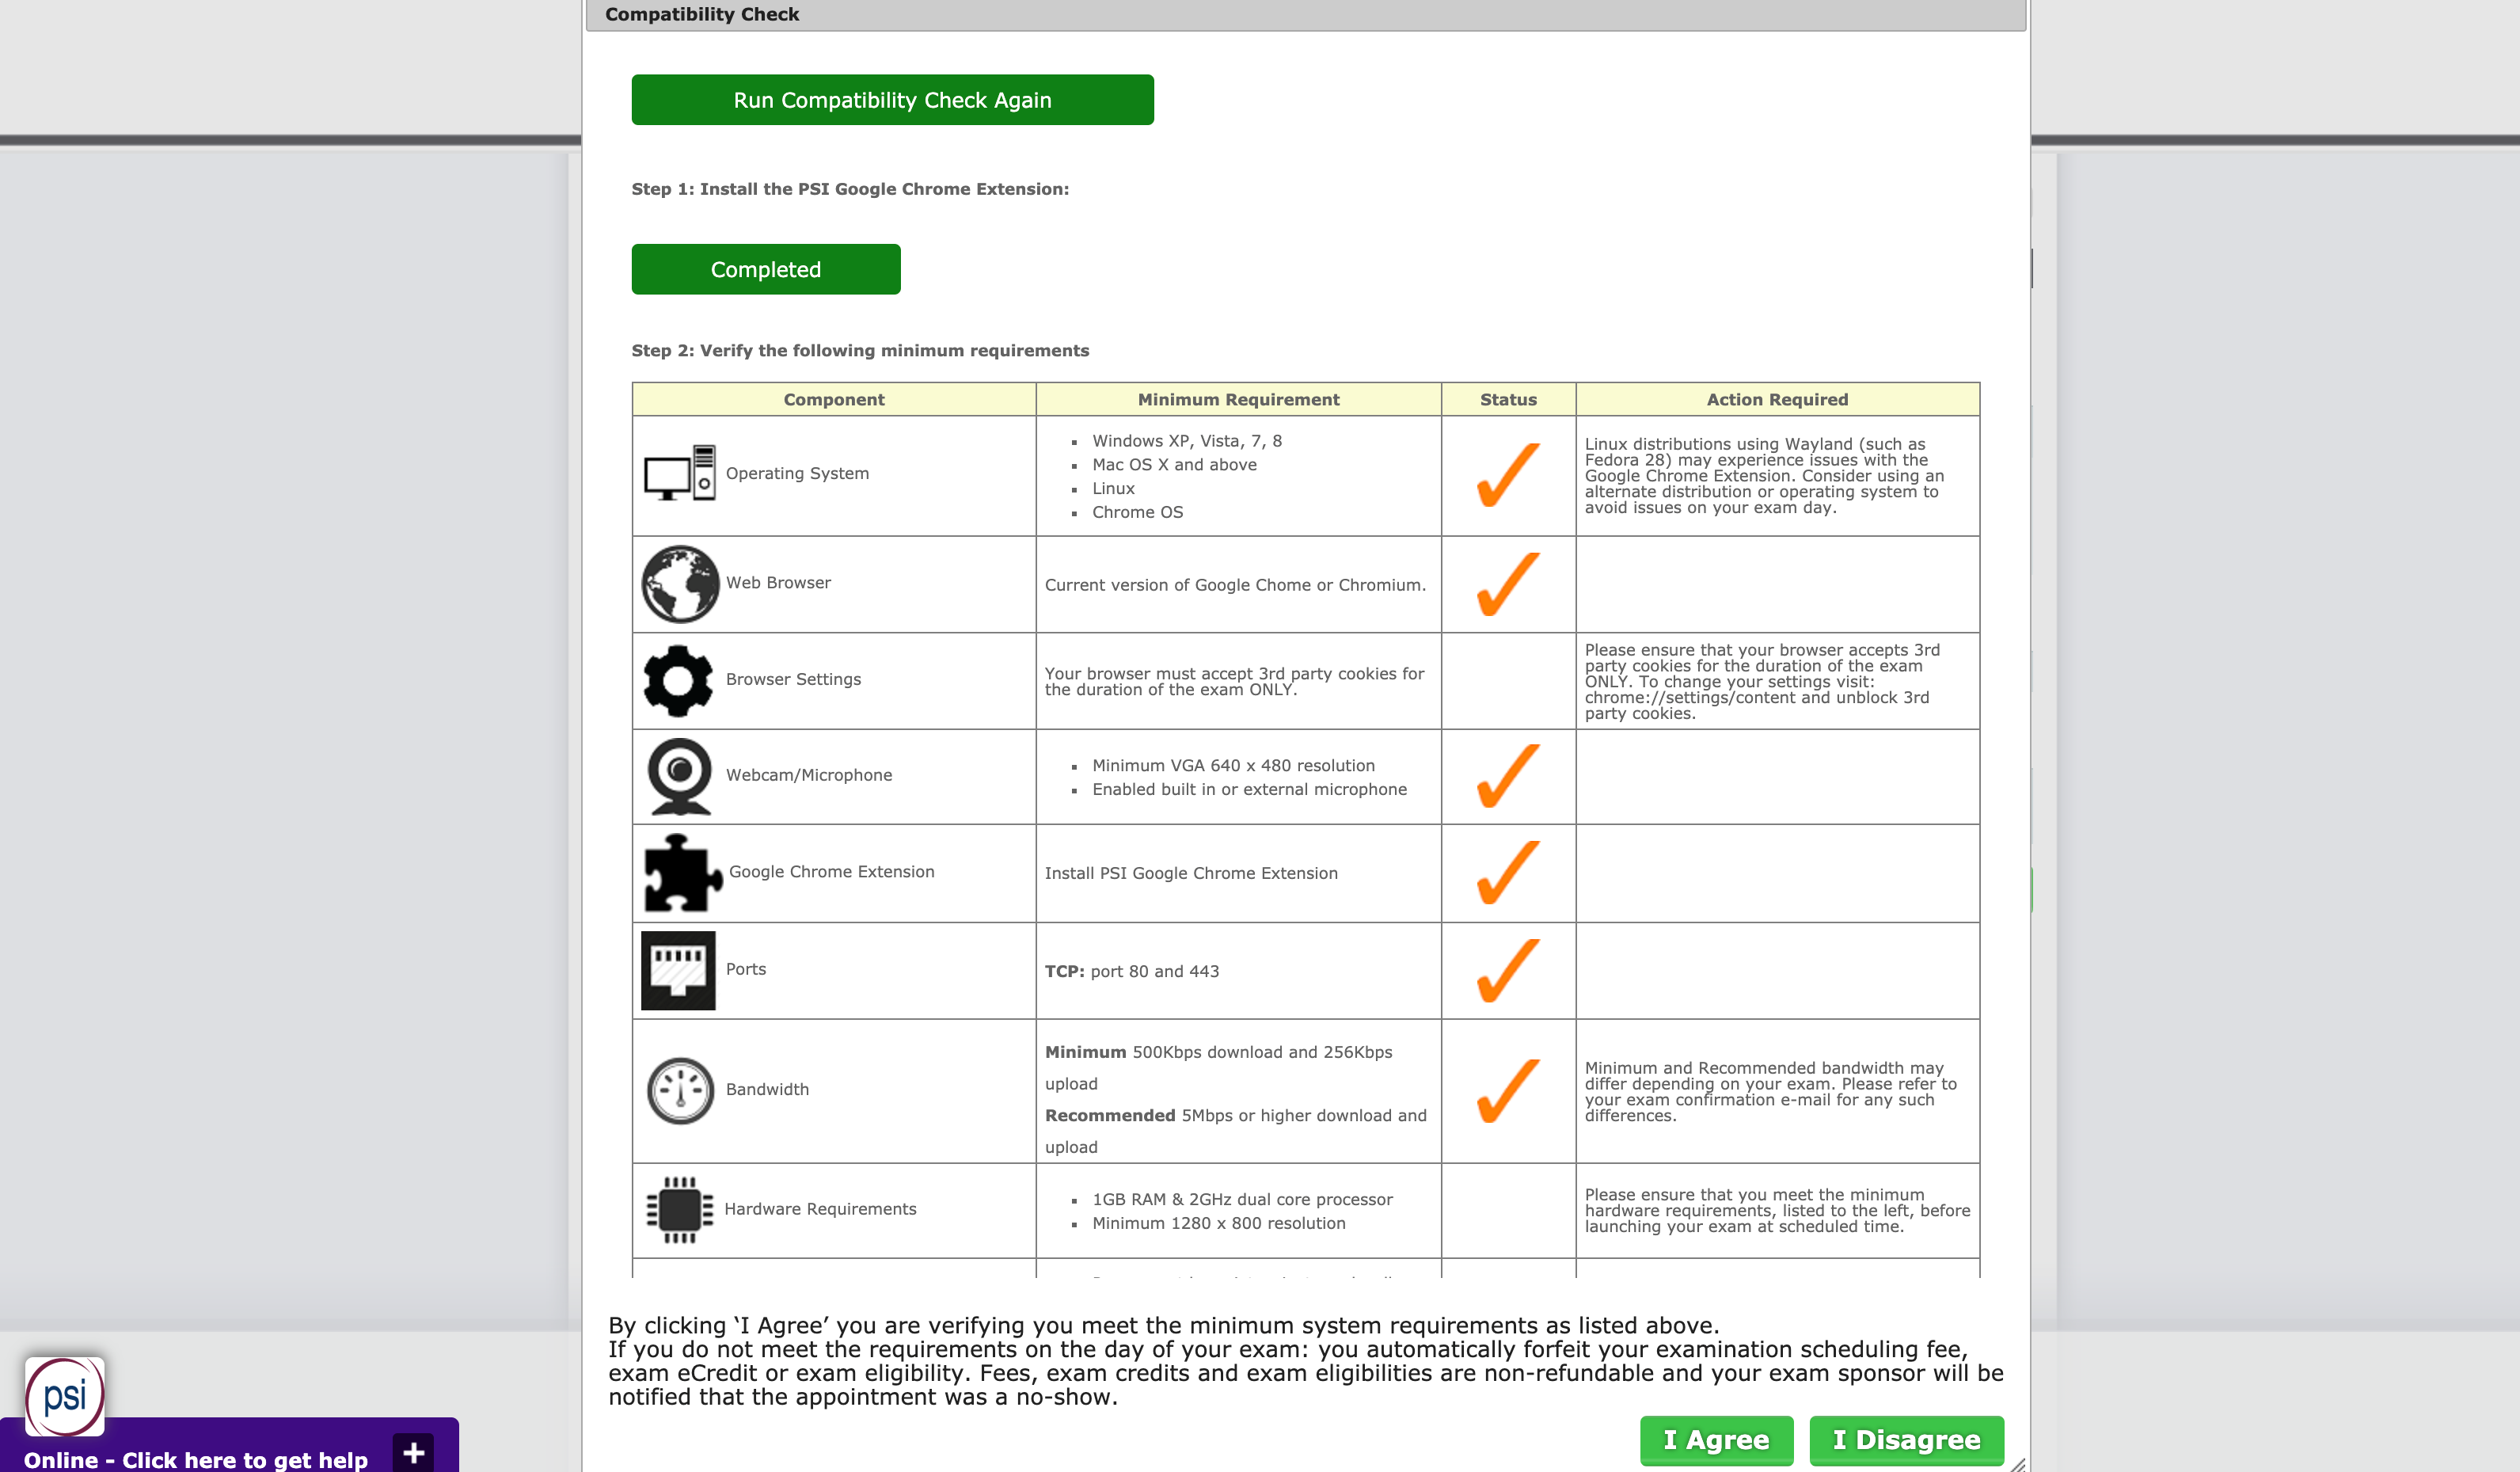 Compatibility Check
Run Compatibility Check Again
Step 1: Install the PSI Google Chrome Extension:
Completed
Step 2: Verify the following minimum requirements
Component
Minimum Requirement
Status
Action Required
Operating System
Windows XP, Vista, 7, 8
Mac OS X and above
Linux
Chrome OS
Linux distributions using Wayland (such as
Fedora 28) may experience issues with the
Google Chrome Extension. Consider using an
alternate distribution or operating system to
avoid issues on your exam day.
Web Browser
Current version of Google Chome or Chromium.
Browser Settings
Your browser must accept 3rd party cookies for
the duration of the exam ONLY.
Please ensure that your browser accepts 3rd
party cookies for the duration of the exam
ONLY. To change your settings visit:
chrome://settings/content and unblock 3rd
party cookies.
Webcam/Microphone
Minimum VGA 640 x 480 resolution
Enabled built in or external microphone
Google Chrome Extension
Install PSI Google Chrome Extension
Ports
TCP: port 80 and 443
Bandwidth
Minimum 500Kbps download and 256Kbps
upload
Recommended 5Mbps or higher download and
upload
Minimum and Recommended bandwidth may
differ depending on your exam. Please refer to
your exam confirmation e-mail for any such
differences.
Hardware Requirements
1GB RAM & 2GHz dual core processor
Minimum 1280 x 800 resolution
Please ensure that you meet the minimum
hardware requirements, listed to the left, before
launching your exam at scheduled time.
By clicking ‘I Agree’ you are verifying you meet the minimum system requirements as listed above.
If you do not meet the requirements on the day of your exam: you automatically forfeit your examination scheduling fee,
exam eCredit or exam eligibility. Fees, exam credits and exam eligibilities are non-refundable and your exam sponsor will be
notified that the appointment was a no-show.
I Agree
I Disagree
psi
Online - Click here to get help
+